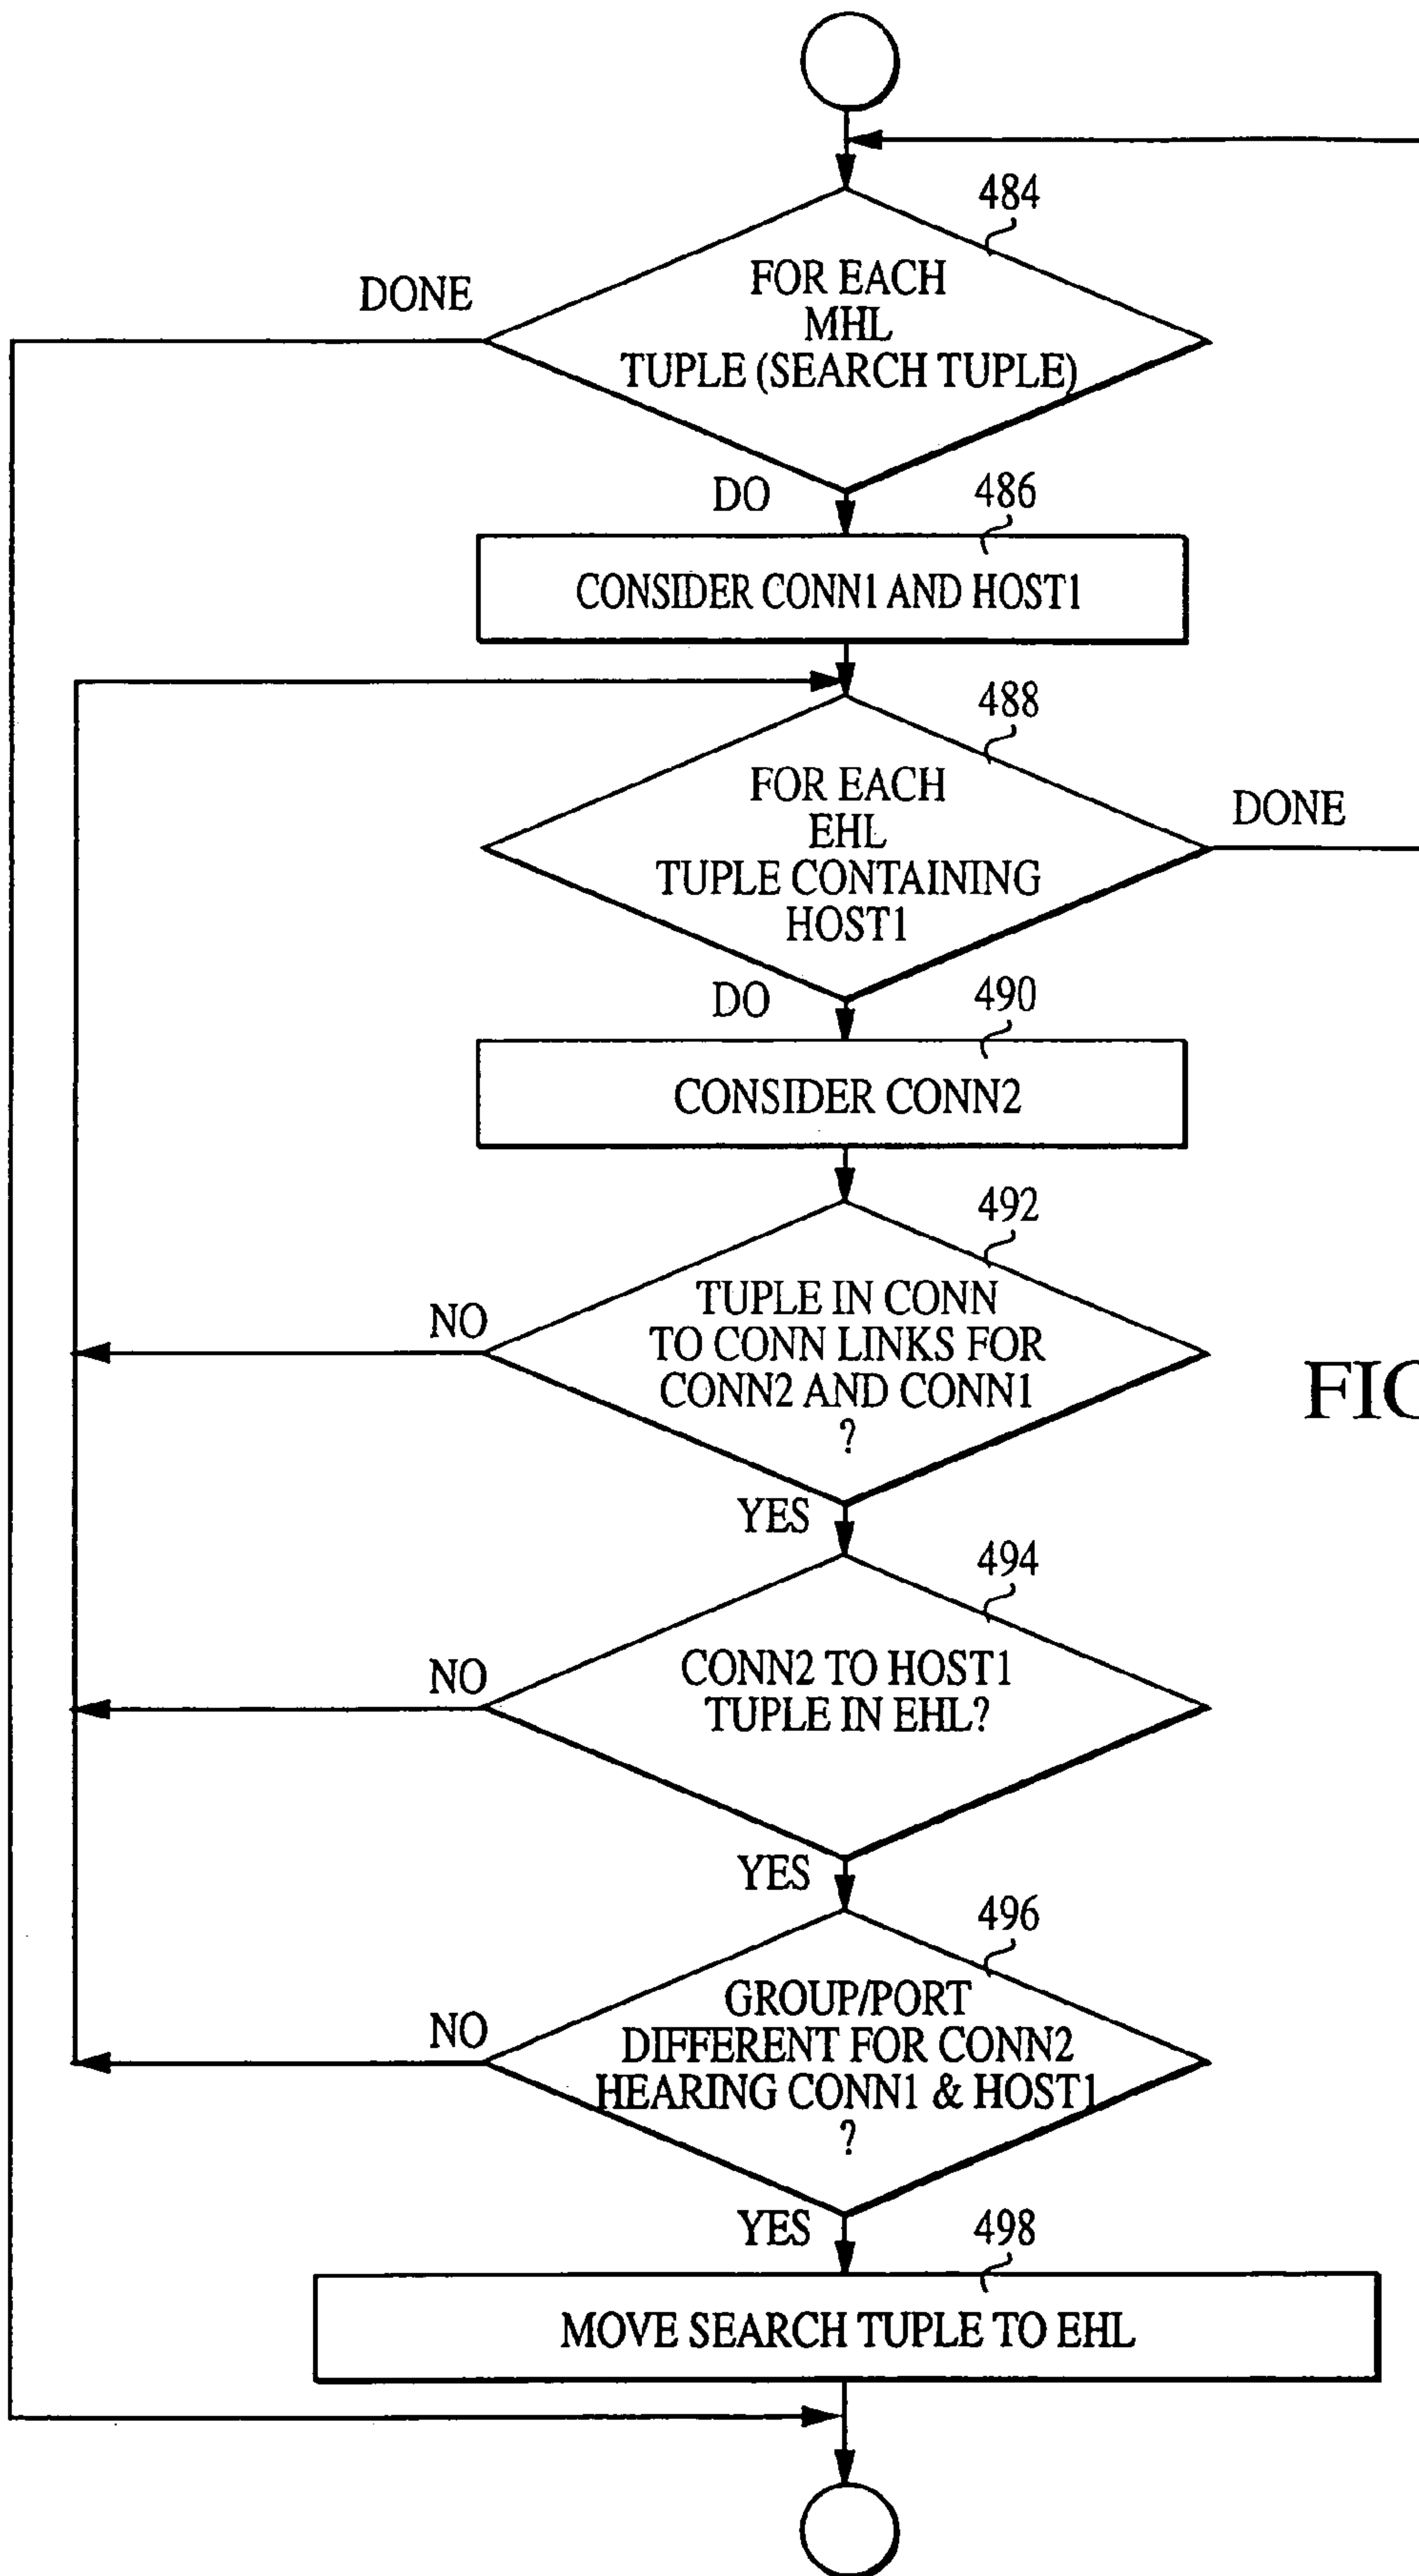 484
FOR EACH
MHL
TUPLE (SEARCH TUPLE)
DONE
DO
486
CONSIDER CONN1 AND HOST1
488
FOR EACH
EHL
TUPLE CONTAINING
HOST1
DONE
DO
490
CONSIDER CONN2
492
TUPLE IN CONN
TO CONN LINKS FOR
CONN2 AND CONN1
?
NO
YES
FIG
494
CONN2 TO HOST1
TUPLE IN EHL?
NO
YES
496
GROUP/PORT
DIFFERENT FOR CONN2
HEARING CONN1 & HOST1
?
NO
YES
498
MOVE SEARCH TUPLE TO EHL